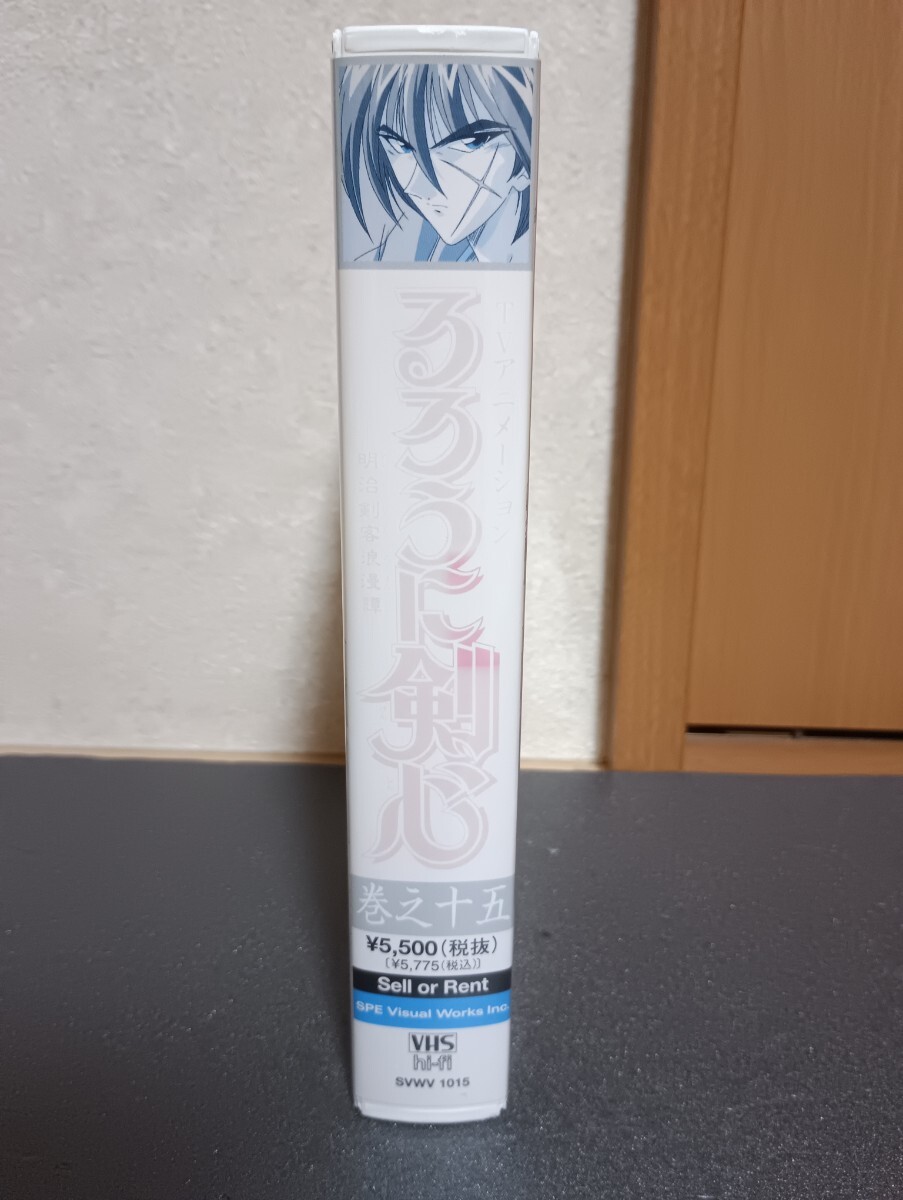 TVアニメーション
るろうに剣心
明治剣客浪漫譚
巻之十五
¥5,500(税抜)
(¥5,775(税込))
Sell or Rent
SPE Visual Works Inc.
VHS
hi-fi
SVWV 1015